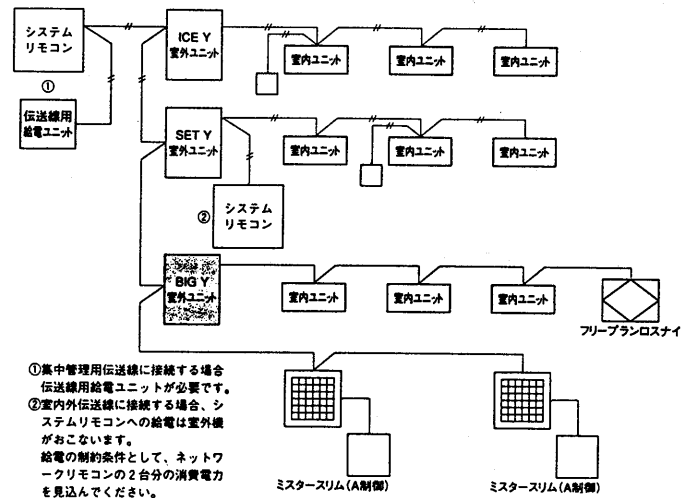 システム
リモコン
①
伝送線用
給電ユニット
ICE Y
室外ユニット
室内ユニット
室内ユニット
室内ユニット
SET Y
室外ユニット
室内ユニット
室内ユニット
室内ユニット
②
システム
リモコン
BIG Y
室外ユニット
室内ユニット
室内ユニット
室内ユニット
フリープランロスナイ
①集中管理用伝送線に接続する場合
伝送線用給電ユニットが必要です。
②室内外伝送線に接続する場合、シ
ステムリモコンへの給電は室外機
がおこないます。
給電の制約条件として、ネットワ
ークリモコンの2台分の消費電力
を見込んでください。
ミスタースリム(A制御)
ミスタースリム(A制御)